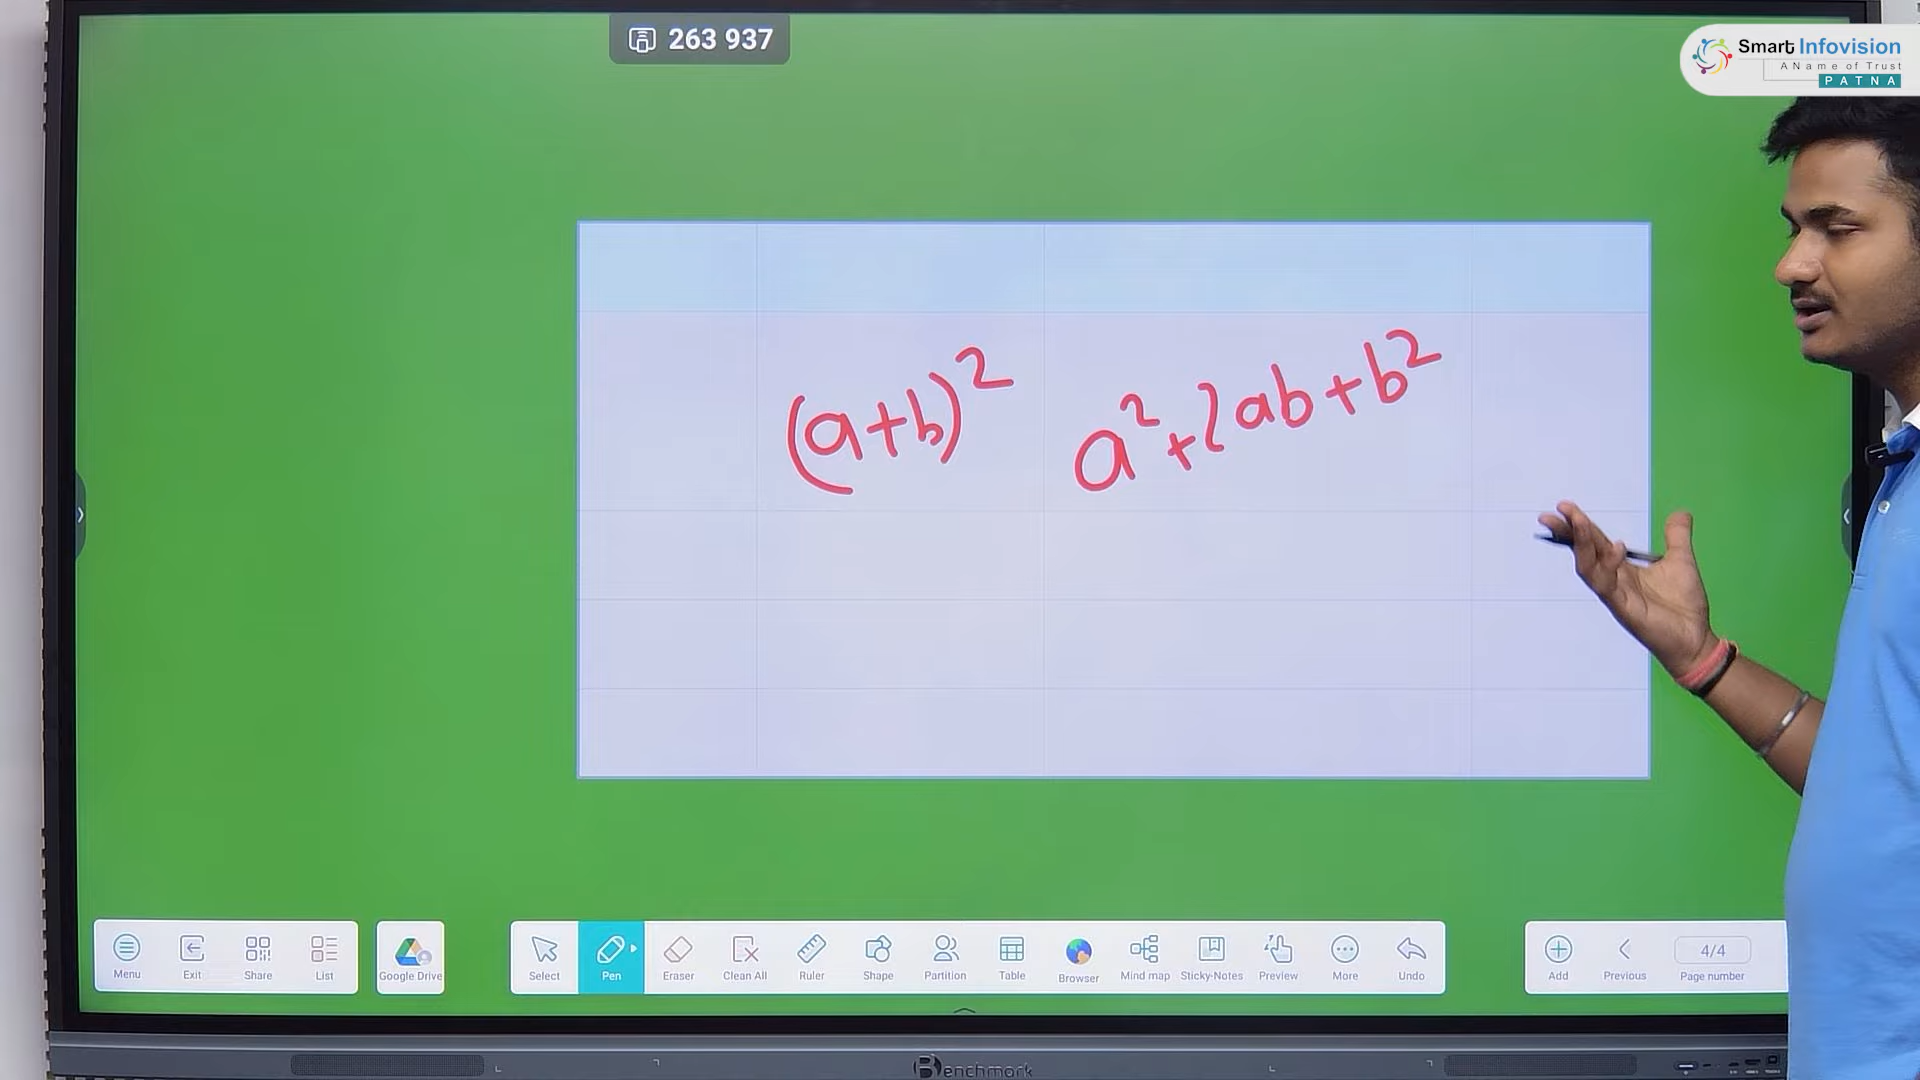 263 937
Smart Infovision
A Name of Trust
PATNA
(a+b)² a²+2ab+b²
Menu Exit Share List
Google Drive
Select Pen Eraser Clean All Ruler Shape Partition Table Browser Mind map Sticky-Notes Preview More Undo
Add Previous 4/4
Page number
Benchmark